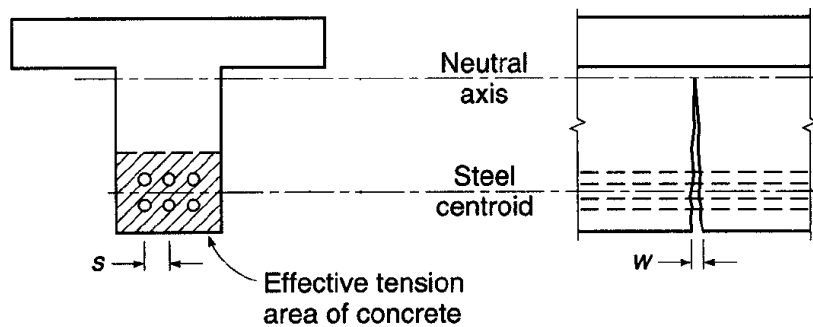 Neutral
axis
Steel
centroid
s
w
Effective tension
area of concrete